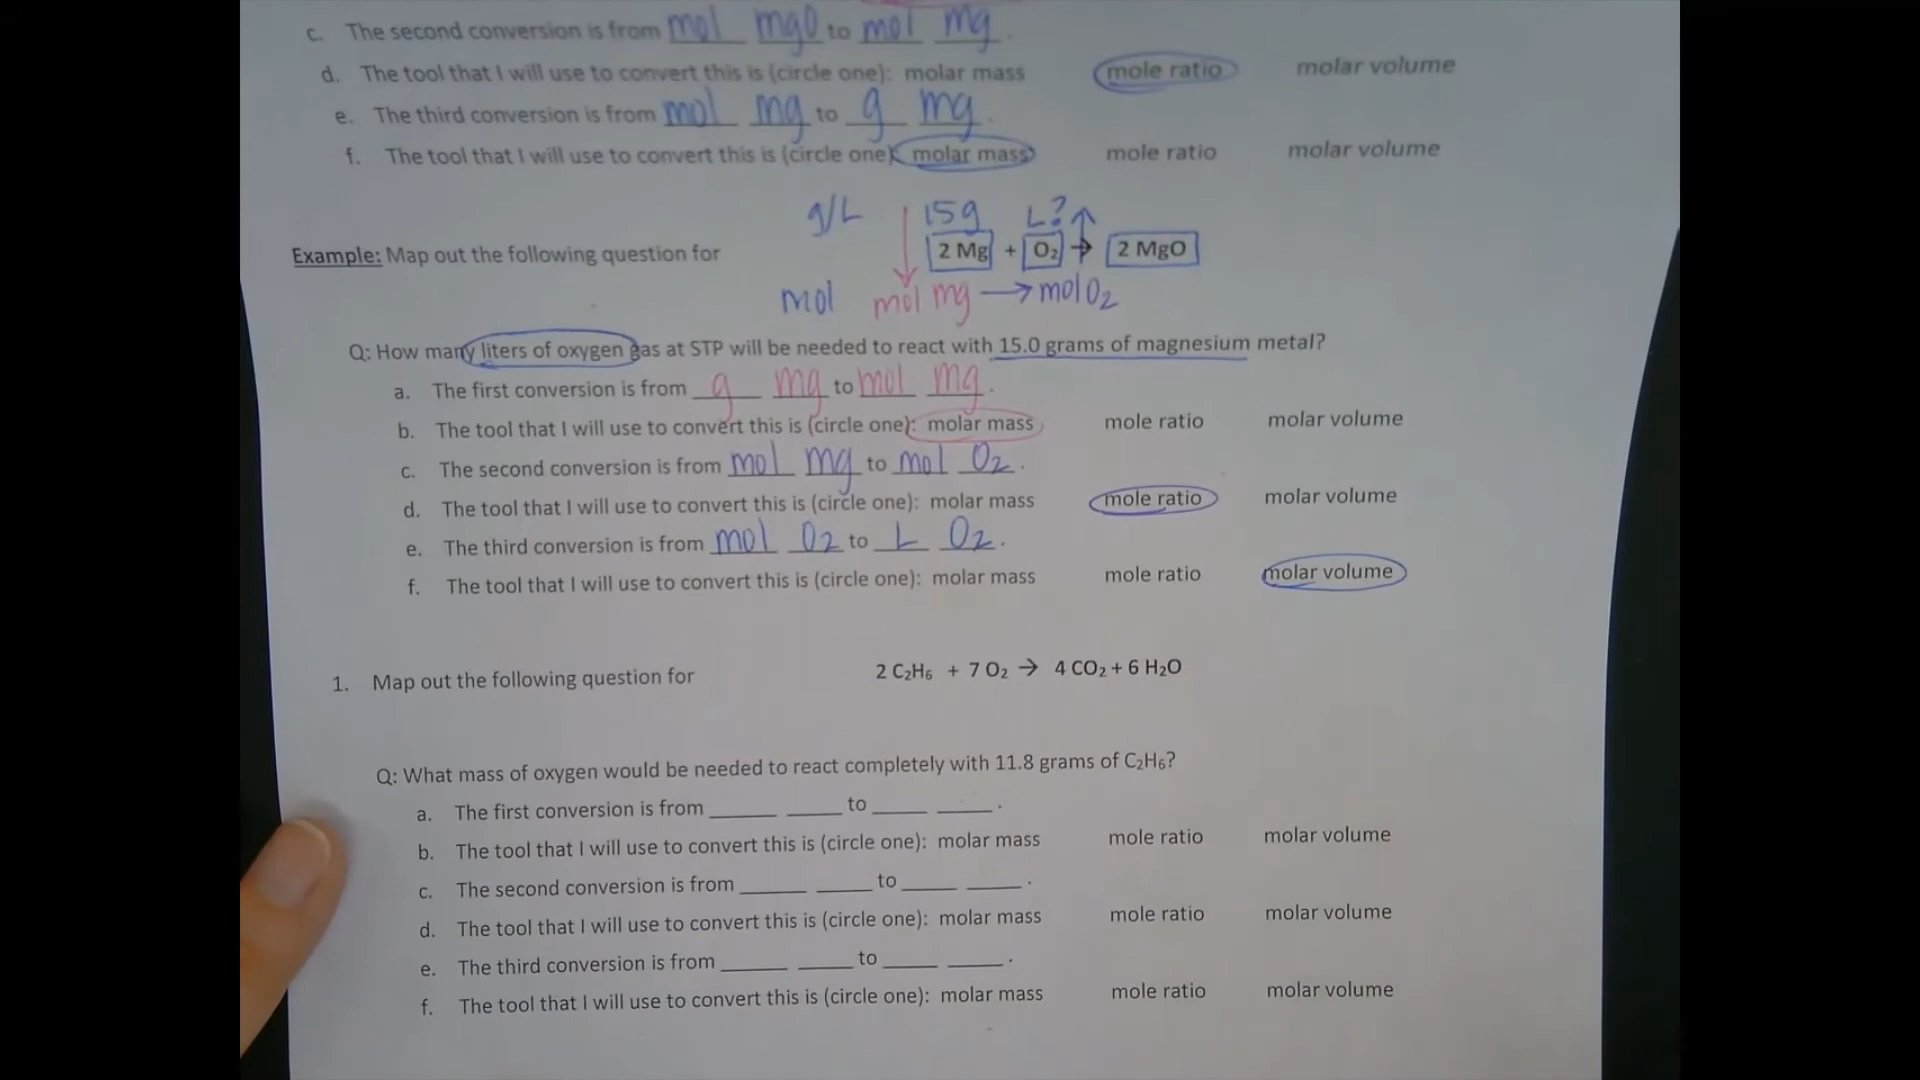 c. The second conversion is from mol mgO to mol mg.
d. The tool that I will use to convert this is (circle one): molar mass mole ratio molar volume
e. The third conversion is from mol mg to g mg.
f. The tool that I will use to convert this is (circle one): molar mass mole ratio molar volume
g/L 15g L?
Example: Map out the following question for 2 Mg + O₂ → 2 MgO
mol mol mg → mol O₂
Q: How many liters of oxygen gas at STP will be needed to react with 15.0 grams of magnesium metal?
a. The first conversion is from g mg to mol mg.
b. The tool that I will use to convert this is (circle one): molar mass mole ratio molar volume
c. The second conversion is from mol mg to mol O₂.
d. The tool that I will use to convert this is (circle one): molar mass mole ratio molar volume
e. The third conversion is from mol O₂ to L O₂.
f. The tool that I will use to convert this is (circle one): molar mass mole ratio molar volume
1. Map out the following question for 2 C₂H₆ + 7 O₂ → 4 CO₂ + 6 H₂O
Q: What mass of oxygen would be needed to react completely with 11.8 grams of C₂H₆?
a. The first conversion is from ______ _____ to _____ _____.
b. The tool that I will use to convert this is (circle one): molar mass mole ratio molar volume
c. The second conversion is from ______ _____ to _____ _____.
d. The tool that I will use to convert this is (circle one): molar mass mole ratio molar volume
e. The third conversion is from ______ _____ to _____ _____.
f. The tool that I will use to convert this is (circle one): molar mass mole ratio molar volume